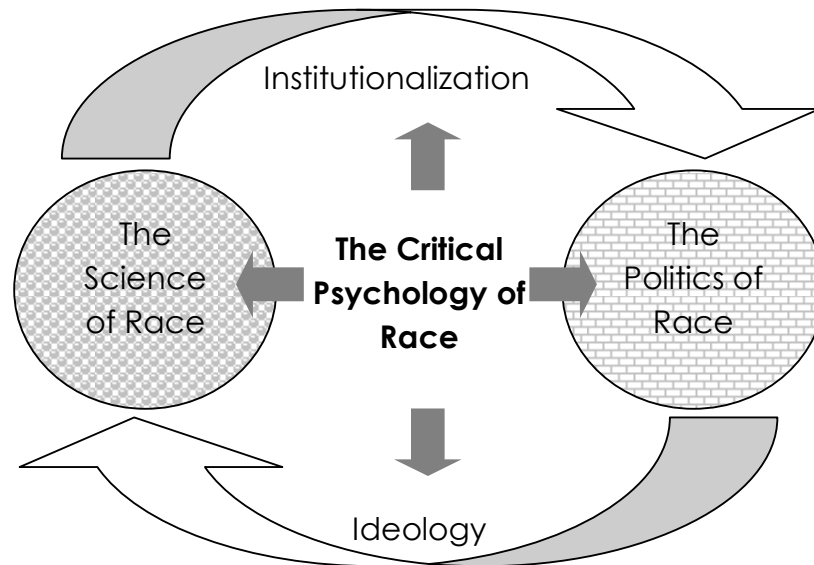 Institutionalization
The
Science
of Race
The Critical
Psychology of
Race
The
Politics of
Race
Ideology